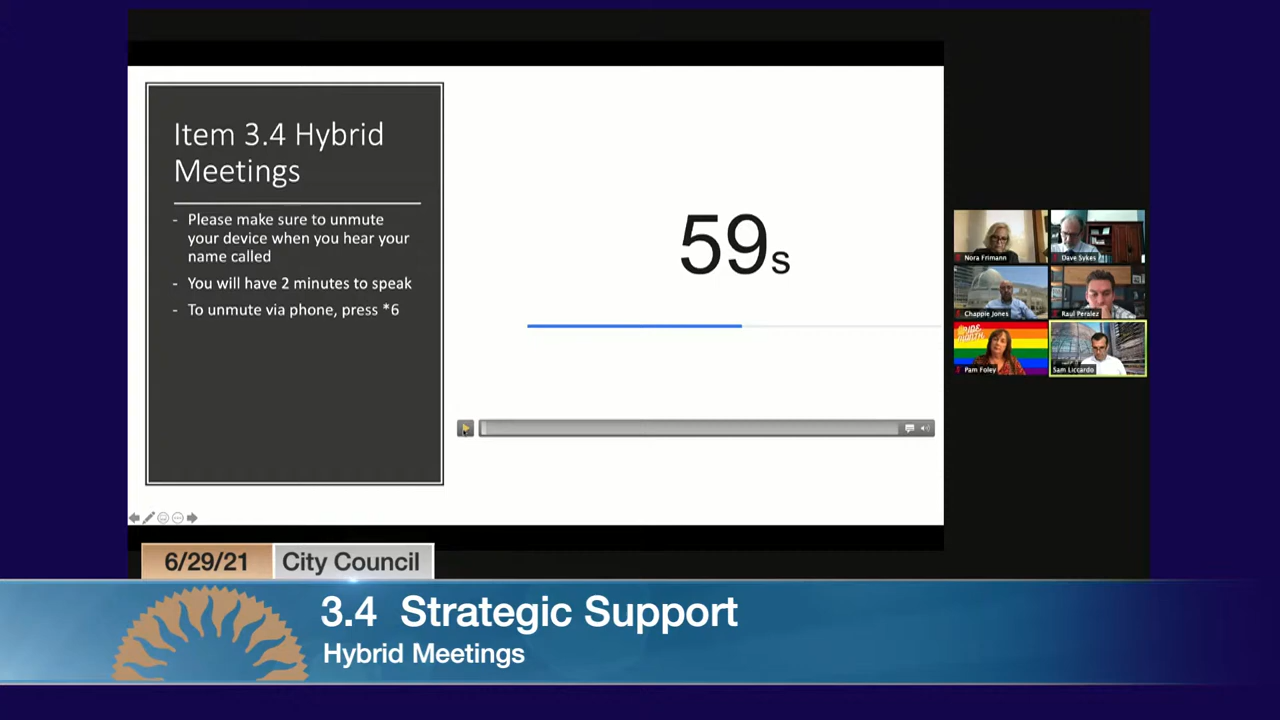 Item 3.4 Hybrid
Meetings
- Please make sure to unmute
your device when you hear your
name called
- You will have 2 minutes to speak
- To unmute via phone, press *6
59s
Nora Frimann
Dave Sykes
Chappie Jones
Raul Peralez
Pam Foley
Sam Liccardo
6/29/21
City Council
3.4 Strategic Support
Hybrid Meetings